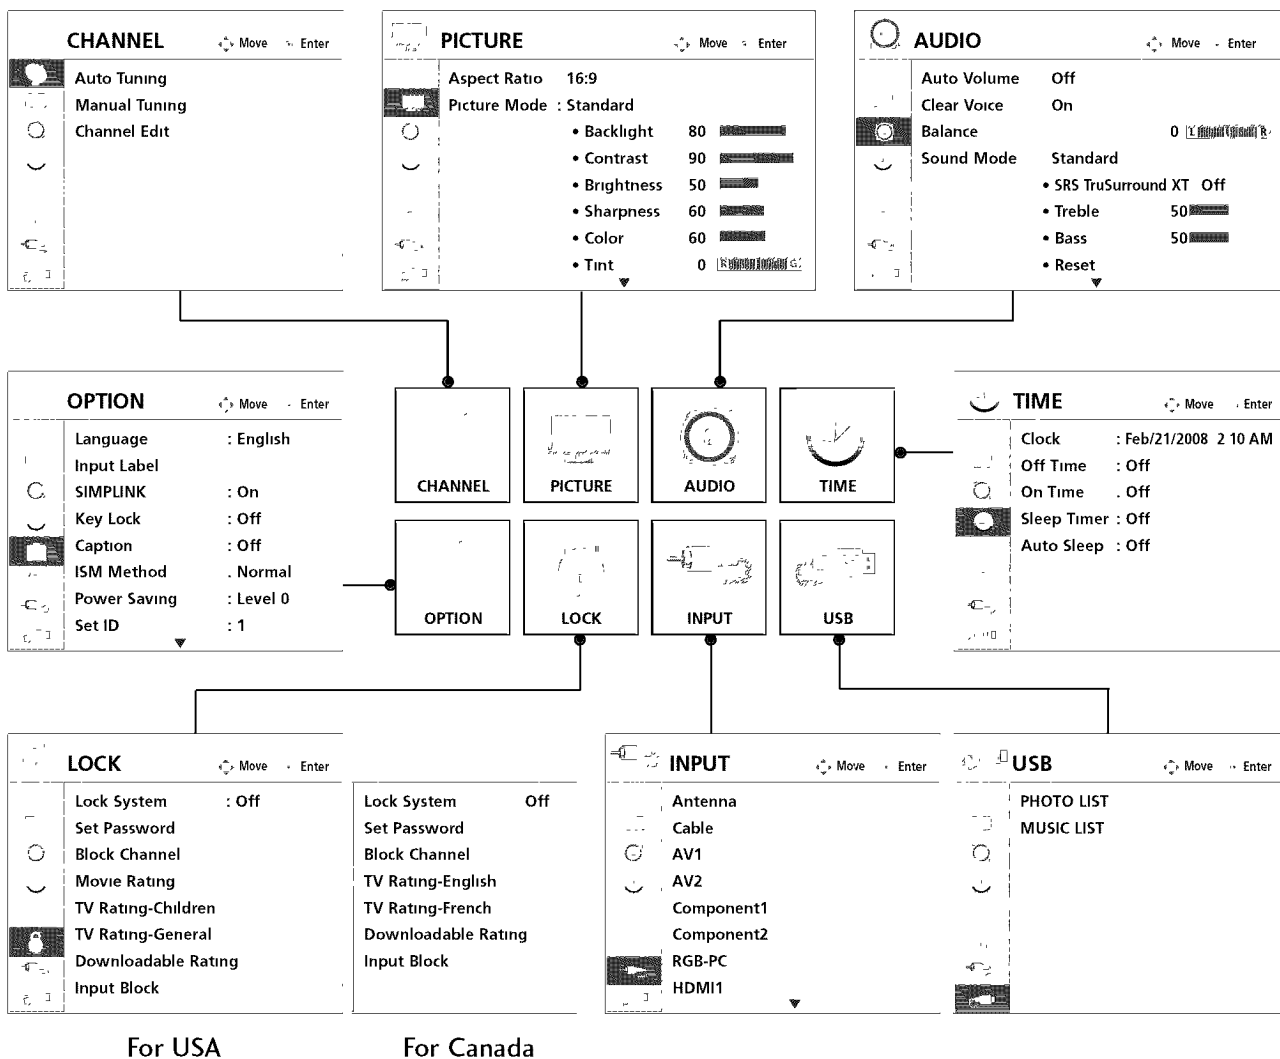 CHANNEL Move Enter
Auto Tuning
Manual Tuning
Channel Edit
PICTURE Move Enter
Aspect Ratio 16:9
Picture Mode : Standard
• Backlight 80
• Contrast 90
• Brightness 50
• Sharpness 60
• Color 60
• Tint 0 R G
AUDIO Move Enter
Auto Volume Off
Clear Voice On
Balance 0 L R
Sound Mode Standard
• SRS TruSurround XT Off
• Treble 50
• Bass 50
• Reset
OPTION Move Enter
Language : English
Input Label
SIMPLINK : On
Key Lock : Off
Caption : Off
ISM Method . Normal
Power Saving : Level 0
Set ID : 1
CHANNEL
PICTURE
AUDIO
TIME
OPTION
LOCK
INPUT
USB
TIME Move Enter
Clock : Feb/21/2008 2 10 AM
Off Time : Off
On Time . Off
Sleep Timer : Off
Auto Sleep : Off
LOCK Move Enter
Lock System : Off
Set Password
Block Channel
Movie Rating
TV Rating-Children
TV Rating-General
Downloadable Rating
Input Block
For USA
Lock System Off
Set Password
Block Channel
TV Rating-English
TV Rating-French
Downloadable Rating
Input Block
For Canada
INPUT Move Enter
Antenna
Cable
AV1
AV2
Component1
Component2
RGB-PC
HDMI1
USB Move Enter
PHOTO LIST
MUSIC LIST